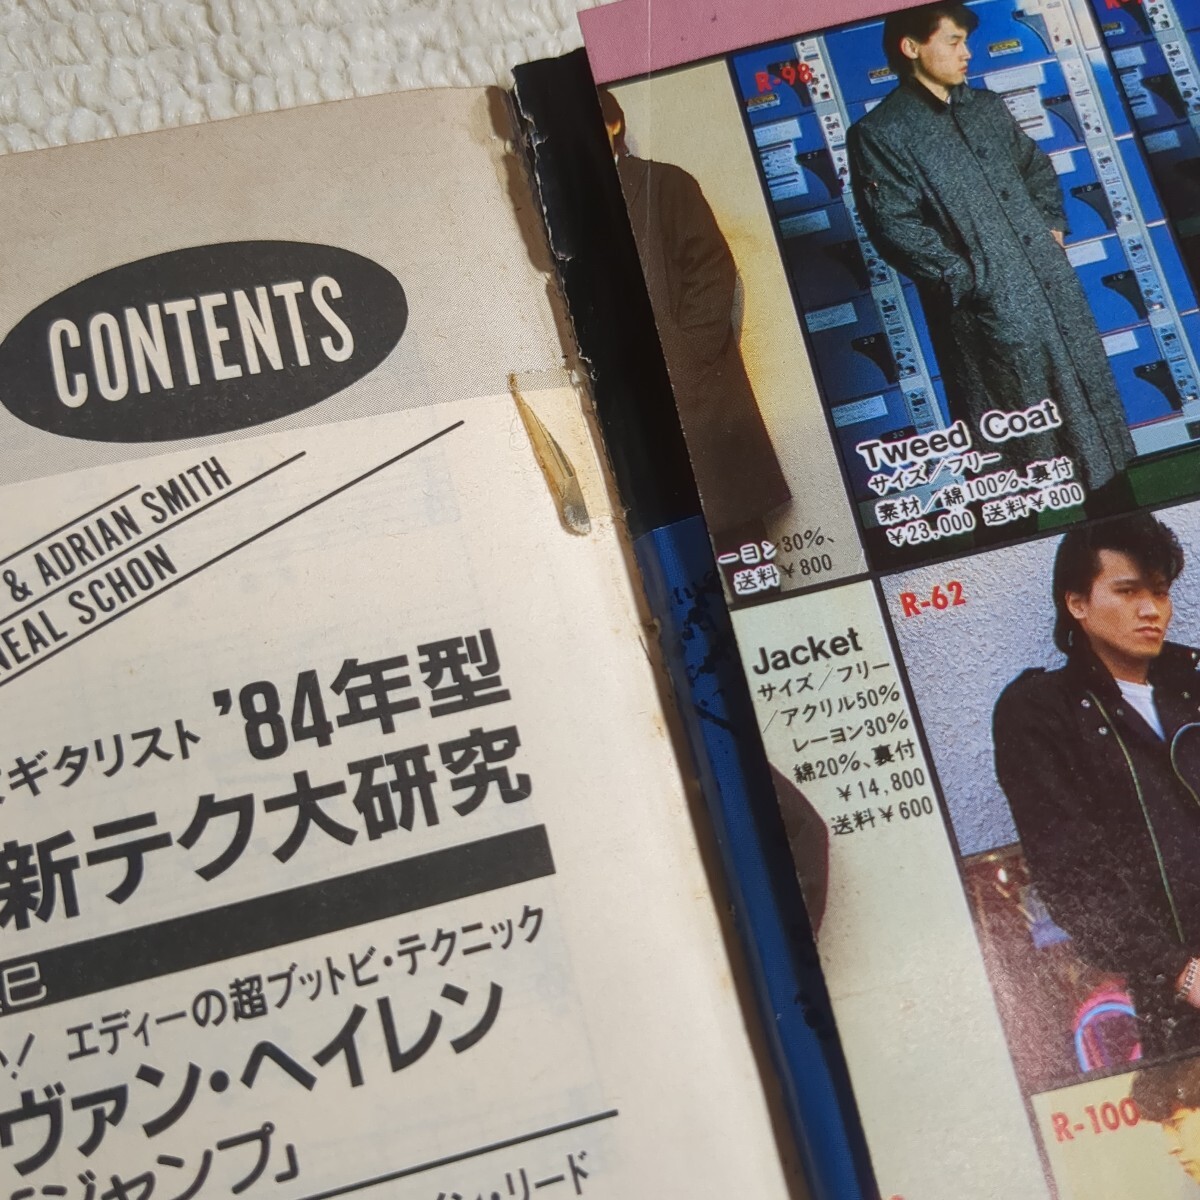 CONTENTS
& ADRIAN SMITH
NEAL SCHON
ギタリスト '84年型
新テク大研究
エディーの超ブットビ・テクニック
ヴァン・ヘイレン
ジャンプ」
リード
R-98
Tweed Coat
サイズ/フリー
素材/綿100%、裏付
¥23,000 送料¥800
ーヨン30%、
送料¥800
Jacket
サイズ/フリー
/アクリル50%
レーヨン30%
綿20%、裏付
¥14,800
送料¥600
R-62
R-100